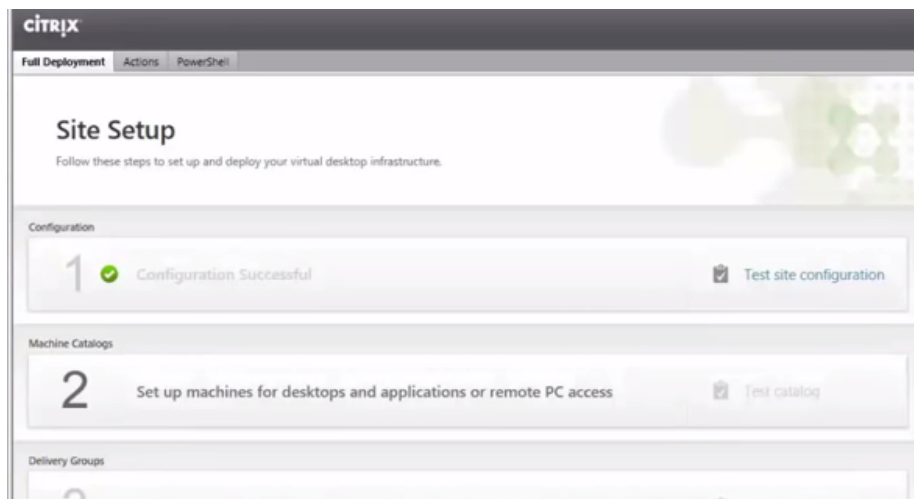 CITRIX
Full Deployment Actions PowerShell
Site Setup
Follow these steps to set up and deploy your virtual desktop infrastructure.
Configuration
1 Configuration Successful Test site configuration
Machine Catalogs
2 Set up machines for desktops and applications or remote PC access Test catalog
Delivery Groups